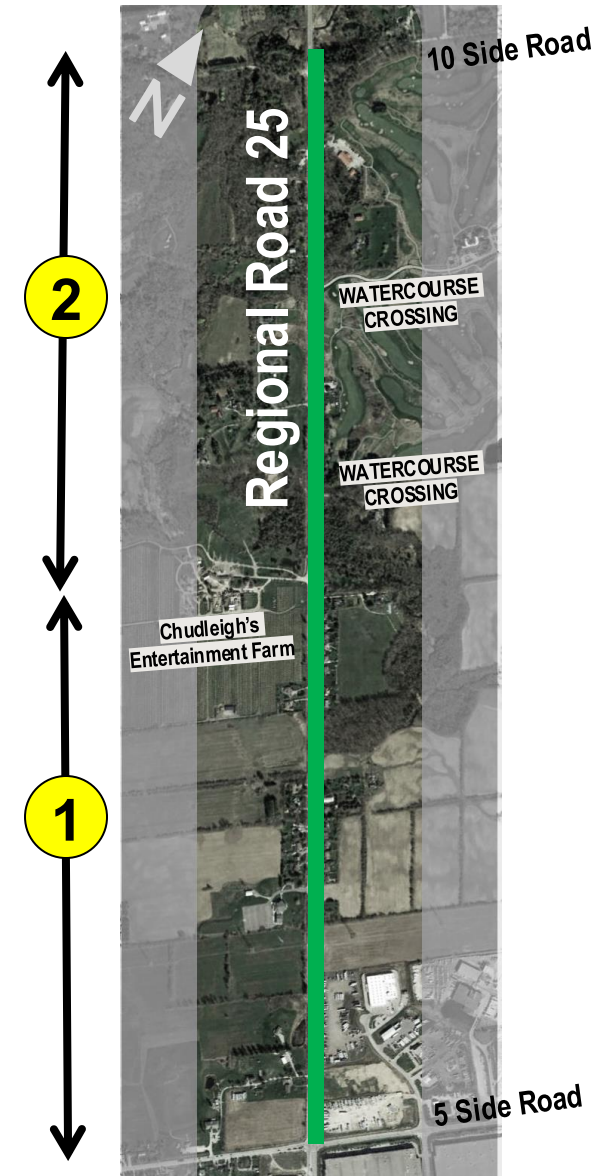 10 Side Road
N
Regional Road 25
2
WATERCOURSE
CROSSING
WATERCOURSE
CROSSING
Chudleigh's
Entertainment Farm
1
5 Side Road